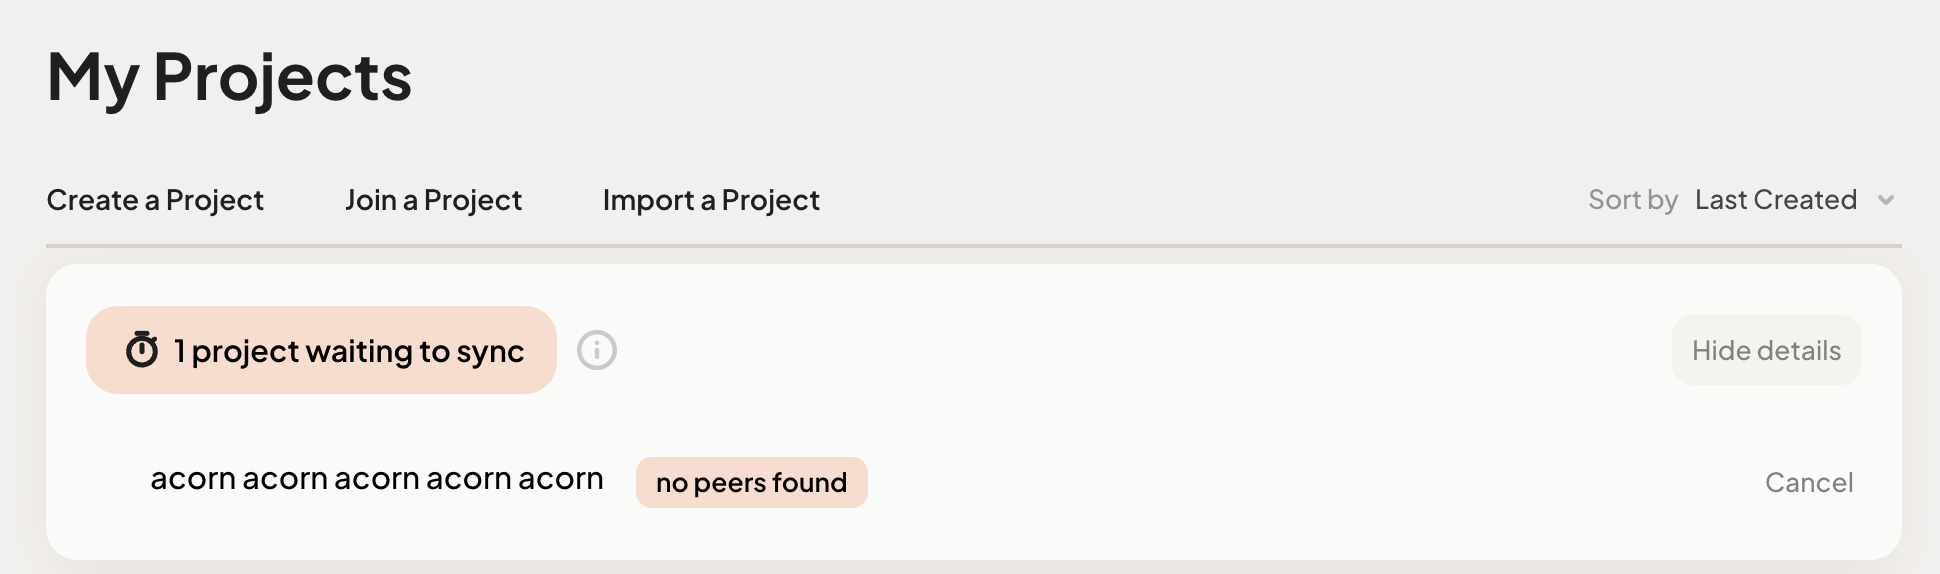 My Projects
Create a Project Join a Project Import a Project Sort by Last Created
1 project waiting to sync Hide details
acorn acorn acorn acorn acorn no peers found Cancel